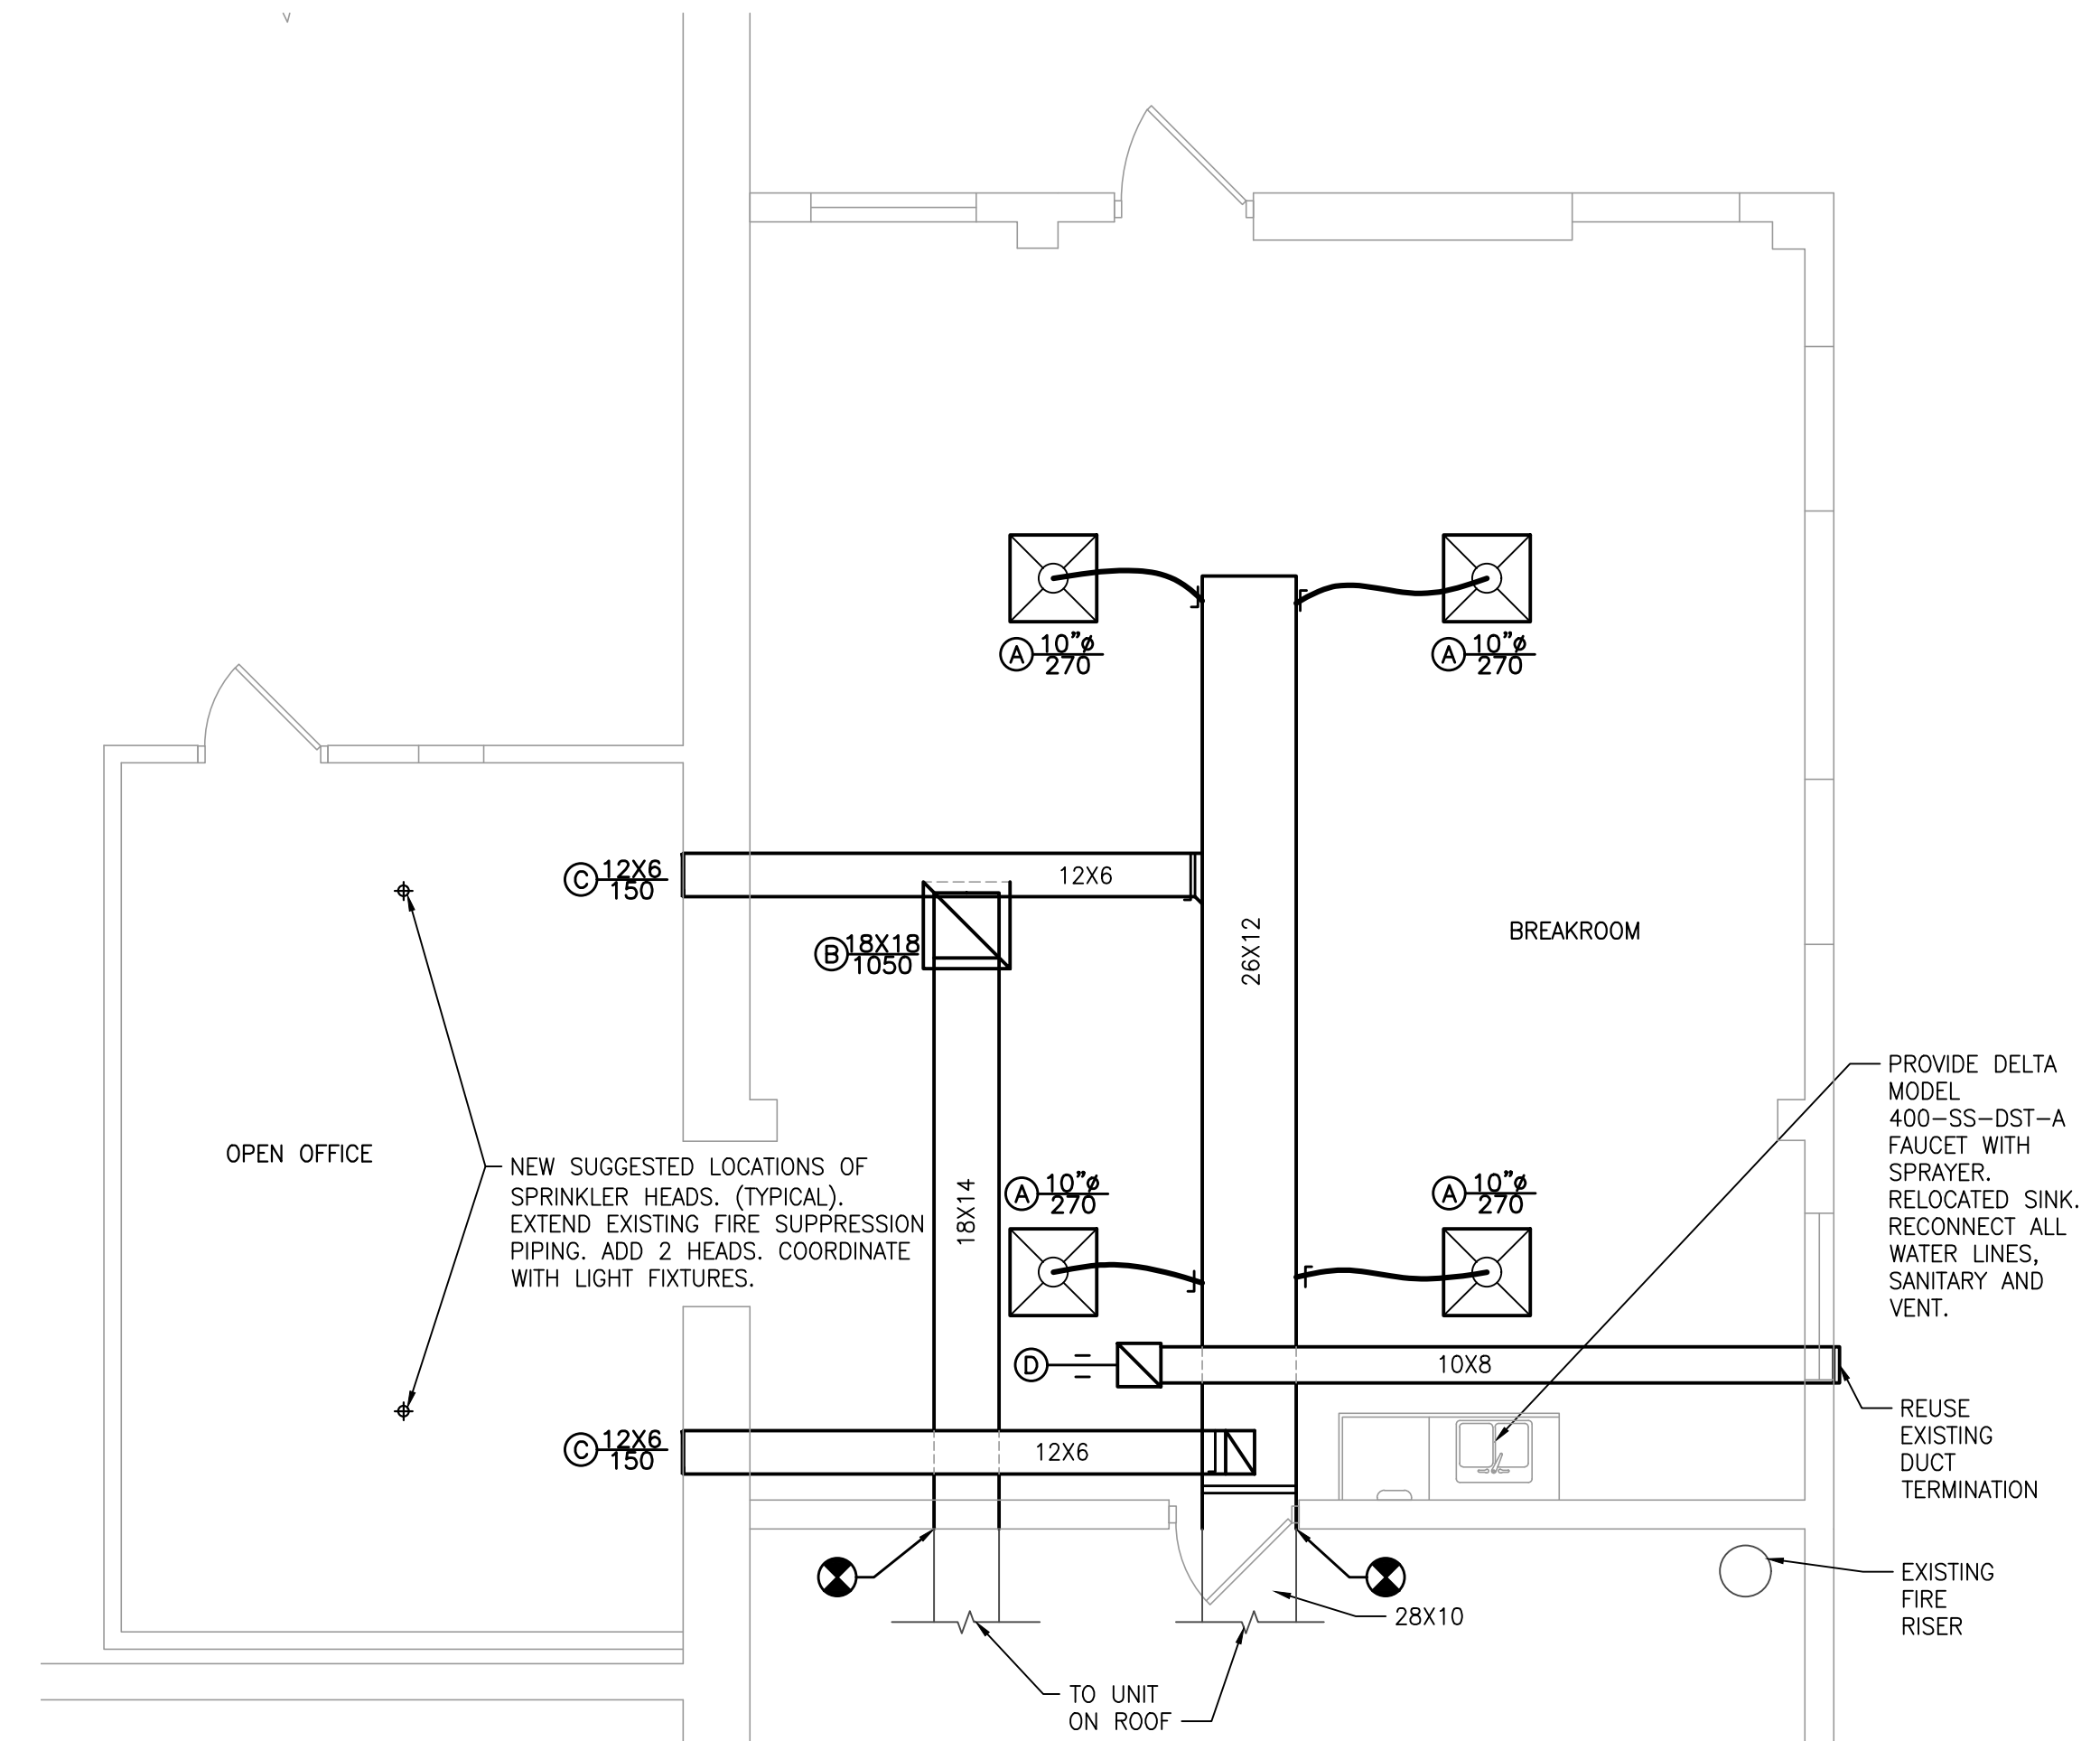 A 10"ø
270
A 10"ø
270
C 12X6
150
12X6
26X12
BREAKROOM
B 18X18
1050
OPEN OFFICE
NEW SUGGESTED LOCATIONS OF
SPRINKLER HEADS. (TYPICAL).
EXTEND EXISTING FIRE SUPPRESSION
PIPING. ADD 2 HEADS. COORDINATE
WITH LIGHT FIXTURES.
18X14
A 10"ø
270
A 10"ø
270
PROVIDE DELTA
MODEL
400-SS-DST-A
FAUCET WITH
SPRAYER.
RELOCATED SINK.
RECONNECT ALL
WATER LINES,
SANITARY AND
VENT.
D –
–
10X8
REUSE
EXISTING
DUCT
TERMINATION
C 12X6
150
12X6
28X10
EXISTING
FIRE
RISER
TO UNIT
ON ROOF